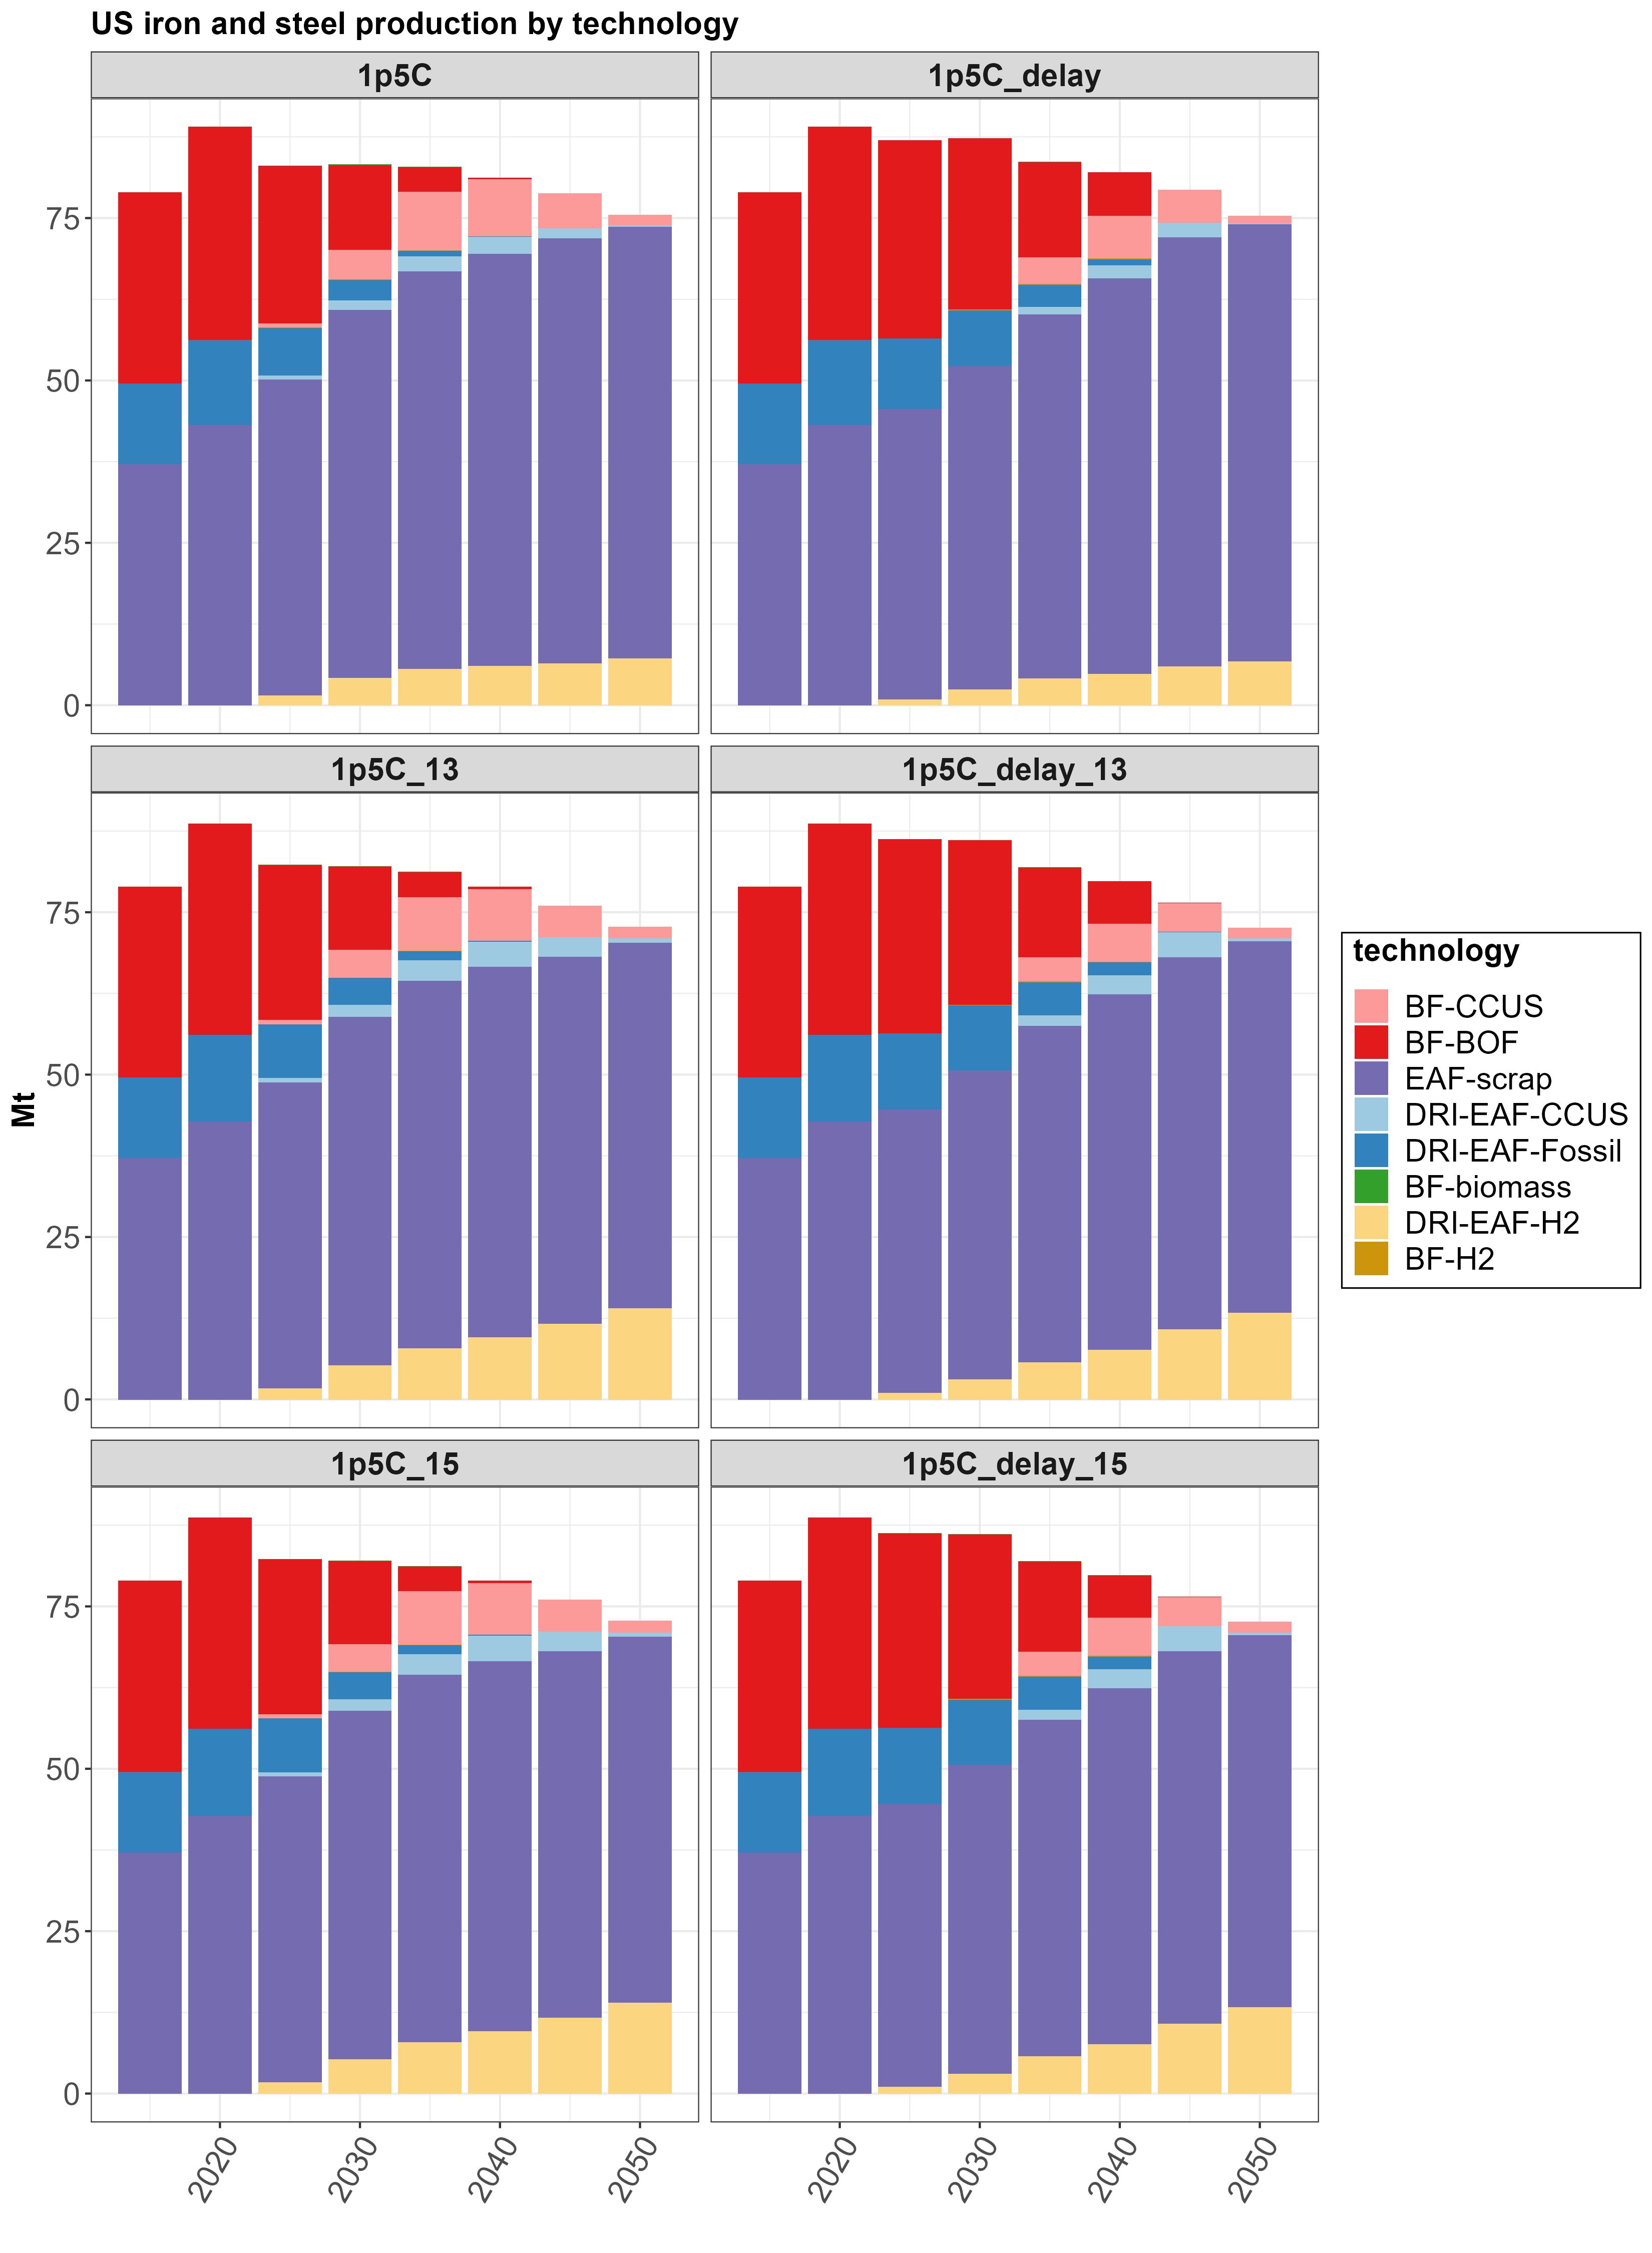 US iron and steel production by technology
1p5C
1p5C_delay
75
50
25
0
1p5C_13
1p5C_delay_13
75
50
25
0
Mt
1p5C_15
1p5C_delay_15
75
50
25
0
2020
2030
2040
2050
2020
2030
2040
2050
technology
BF-CCUS
BF-BOF
EAF-scrap
DRI-EAF-CCUS
DRI-EAF-Fossil
BF-biomass
DRI-EAF-H2
BF-H2